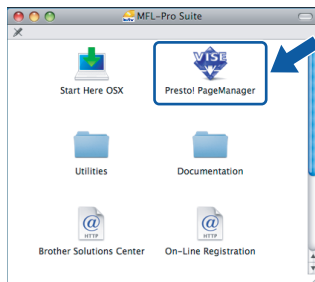 MFL-Pro Suite
VISE
Start Here OSX
Presto! PageManager
Utilities
Documentation
@
HTTP
@
HTTP
Brother Solutions Center
On-Line Registration